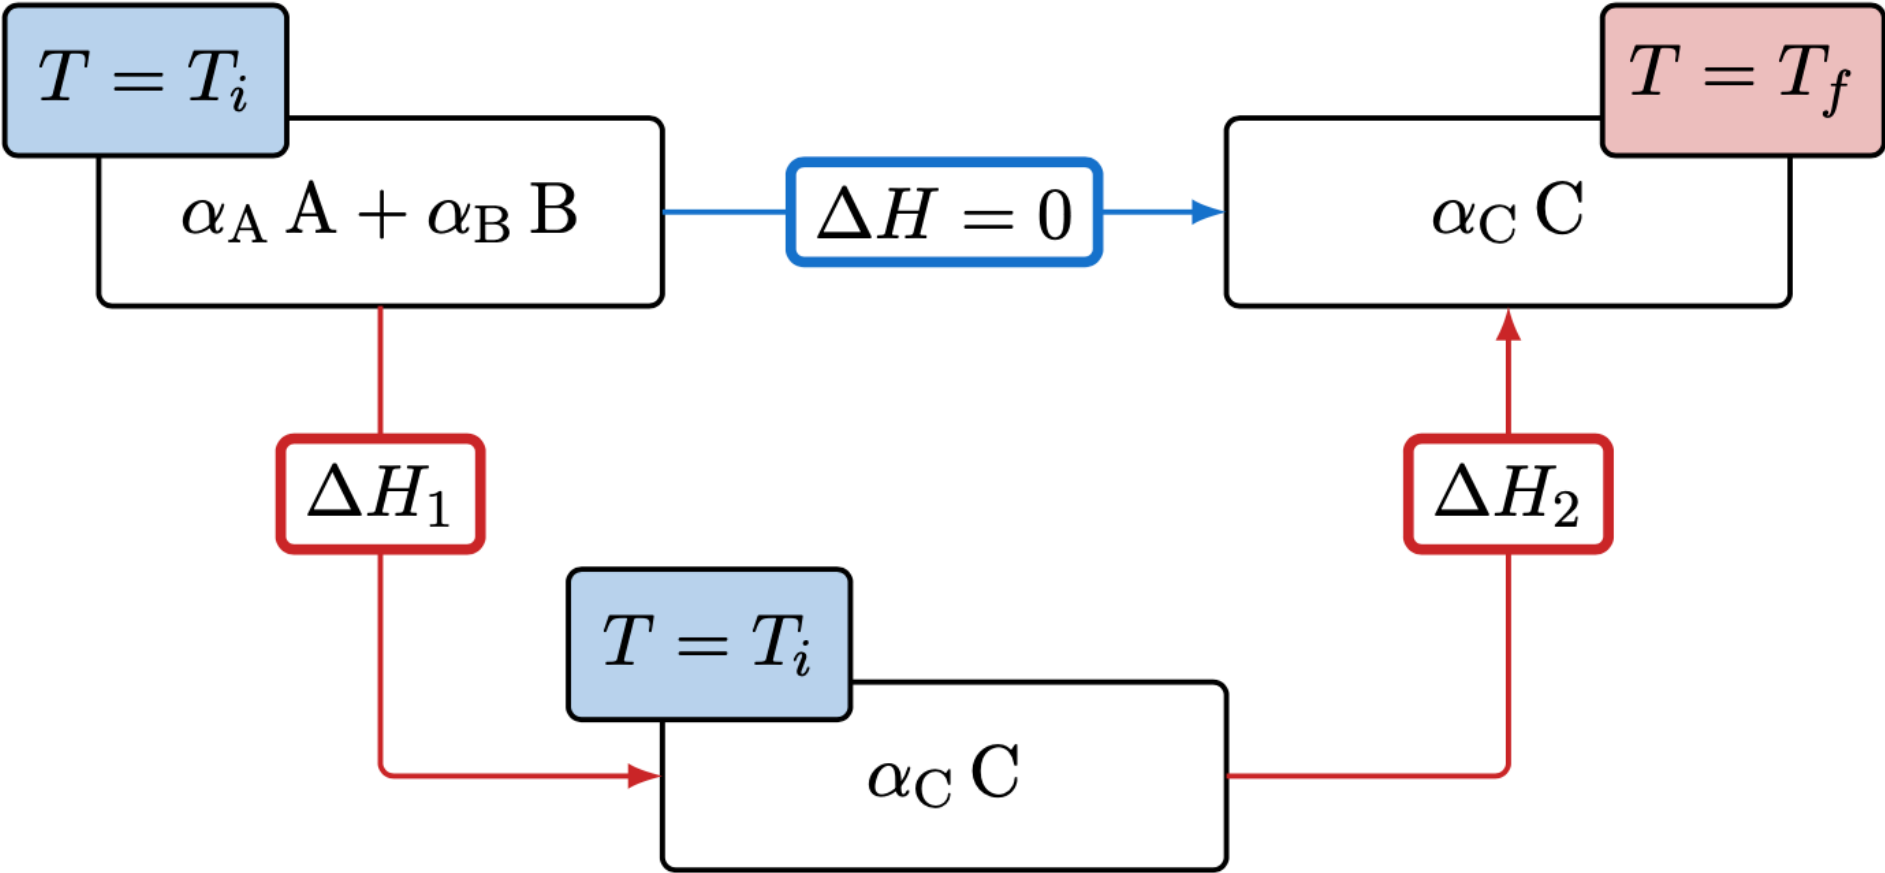 T = T_i
α_A A + α_B B
ΔH = 0
T = T_f
α_C C
ΔH_1
ΔH_2
T = T_i
α_C C